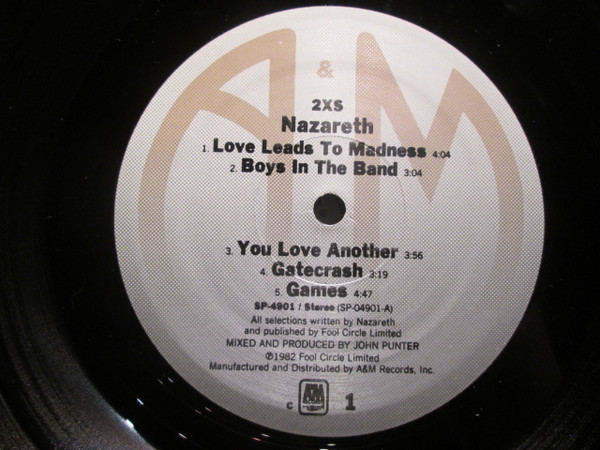 A&M
2XS
Nazareth
1. Love Leads To Madness 4:04
2. Boys In The Band 3:04
3. You Love Another 3:56
4. Gatecrash 3:19
5. Games 4:47
SP-4901 / Stereo (SP-04901-A)
All selections written by Nazareth
and published by Fool Circle Limited
MIXED AND PRODUCED BY JOHN PUNTER
℗1982 Fool Circle Limited
Manufactured and Distributed by A&M Records, Inc.
c A&M 1